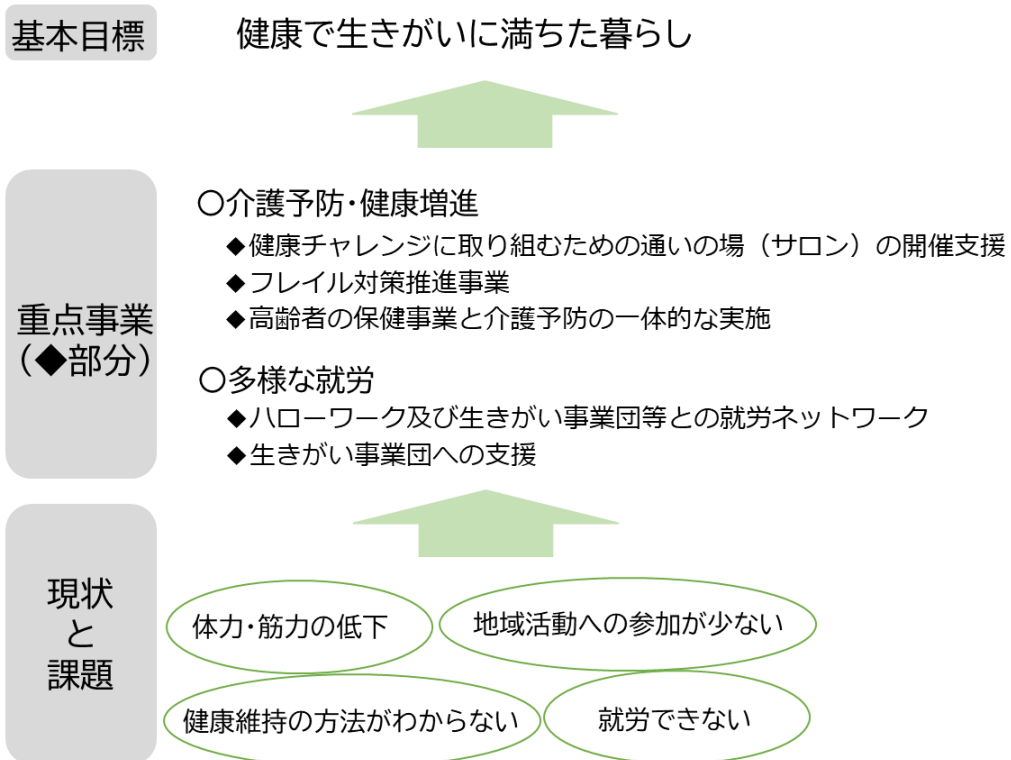 基本目標
健康で生きがいに満ちた暮らし
重点事業
（◆部分）
〇介護予防・健康増進
◆健康チャレンジに取り組むための通いの場（サロン）の開催支援
◆フレイル対策推進事業
◆高齢者の保健事業と介護予防の一体的な実施
〇多様な就労
◆ハローワーク及び生きがい事業団等との就労ネットワーク
◆生きがい事業団への支援
現状
と
課題
体力・筋力の低下
地域活動への参加が少ない
健康維持の方法がわからない
就労できない